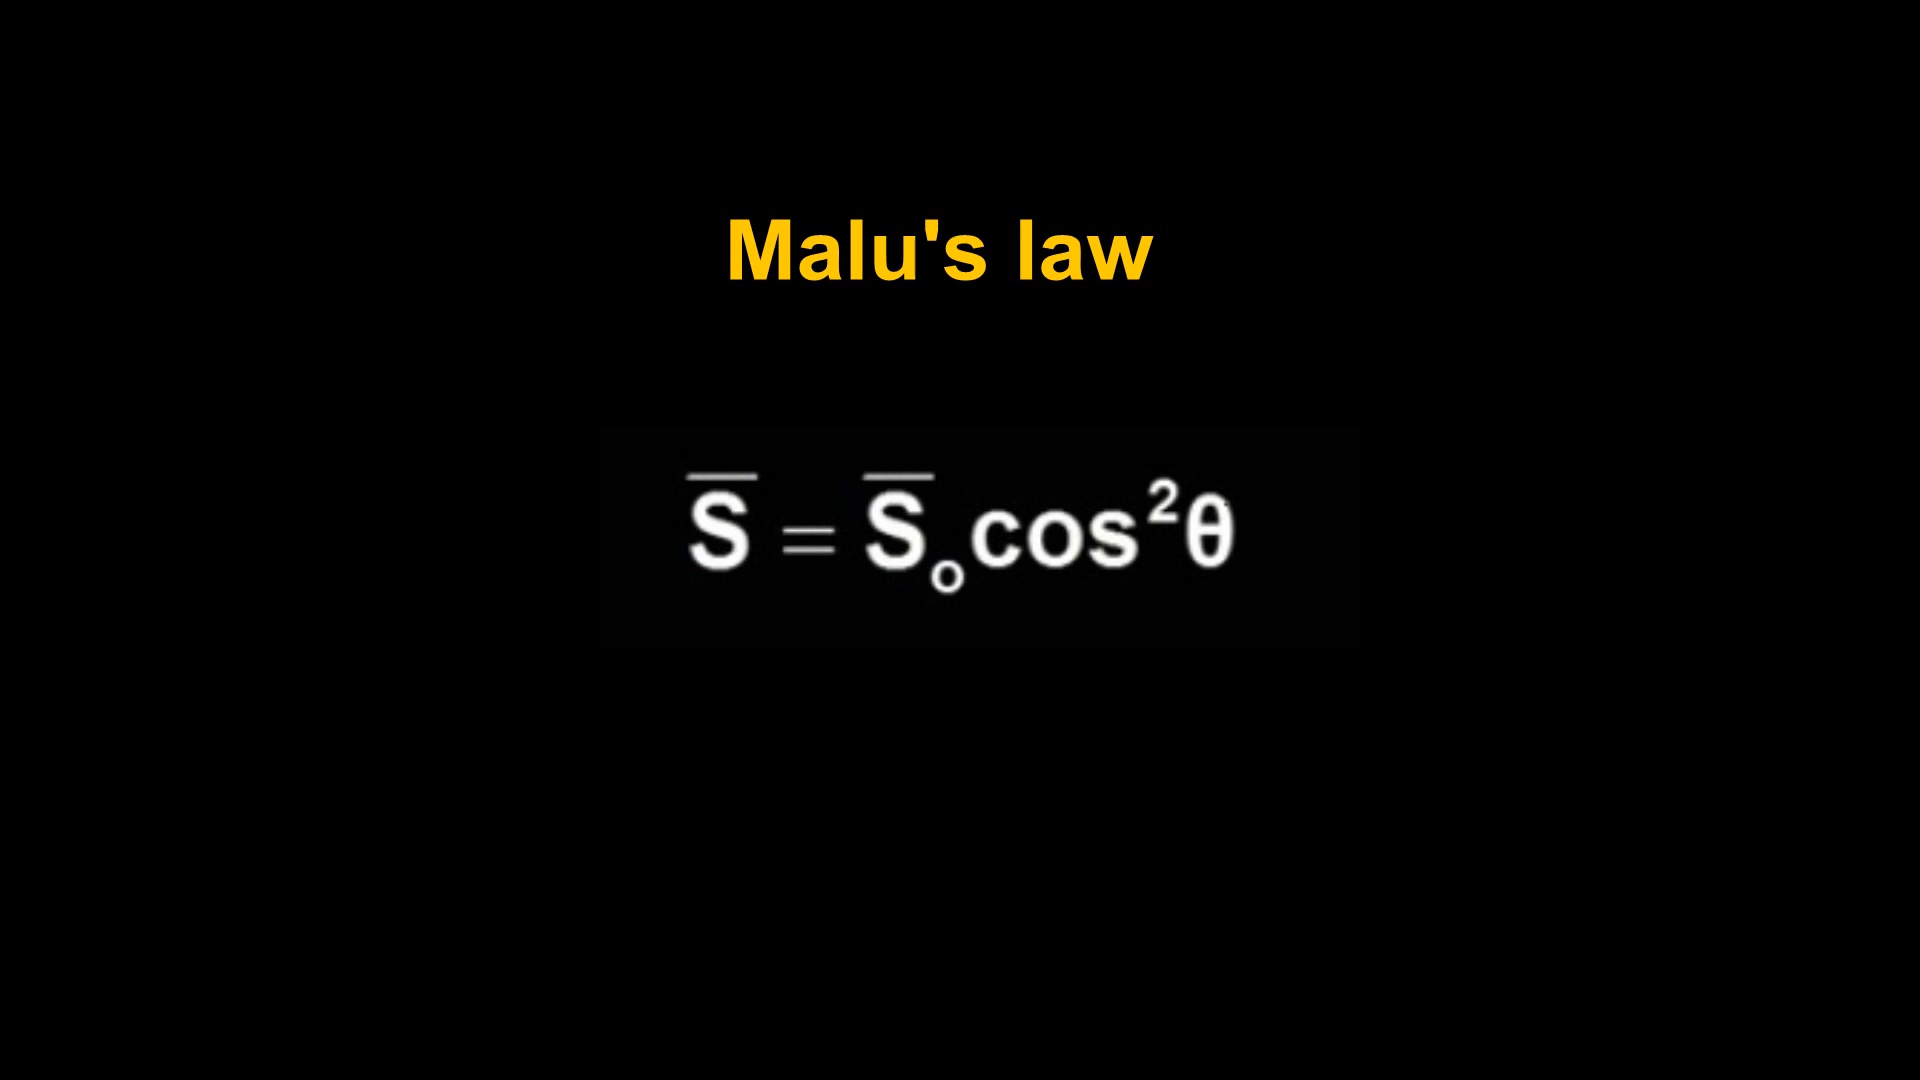 Malu's law
S̅ = S̅ₒcos²θ